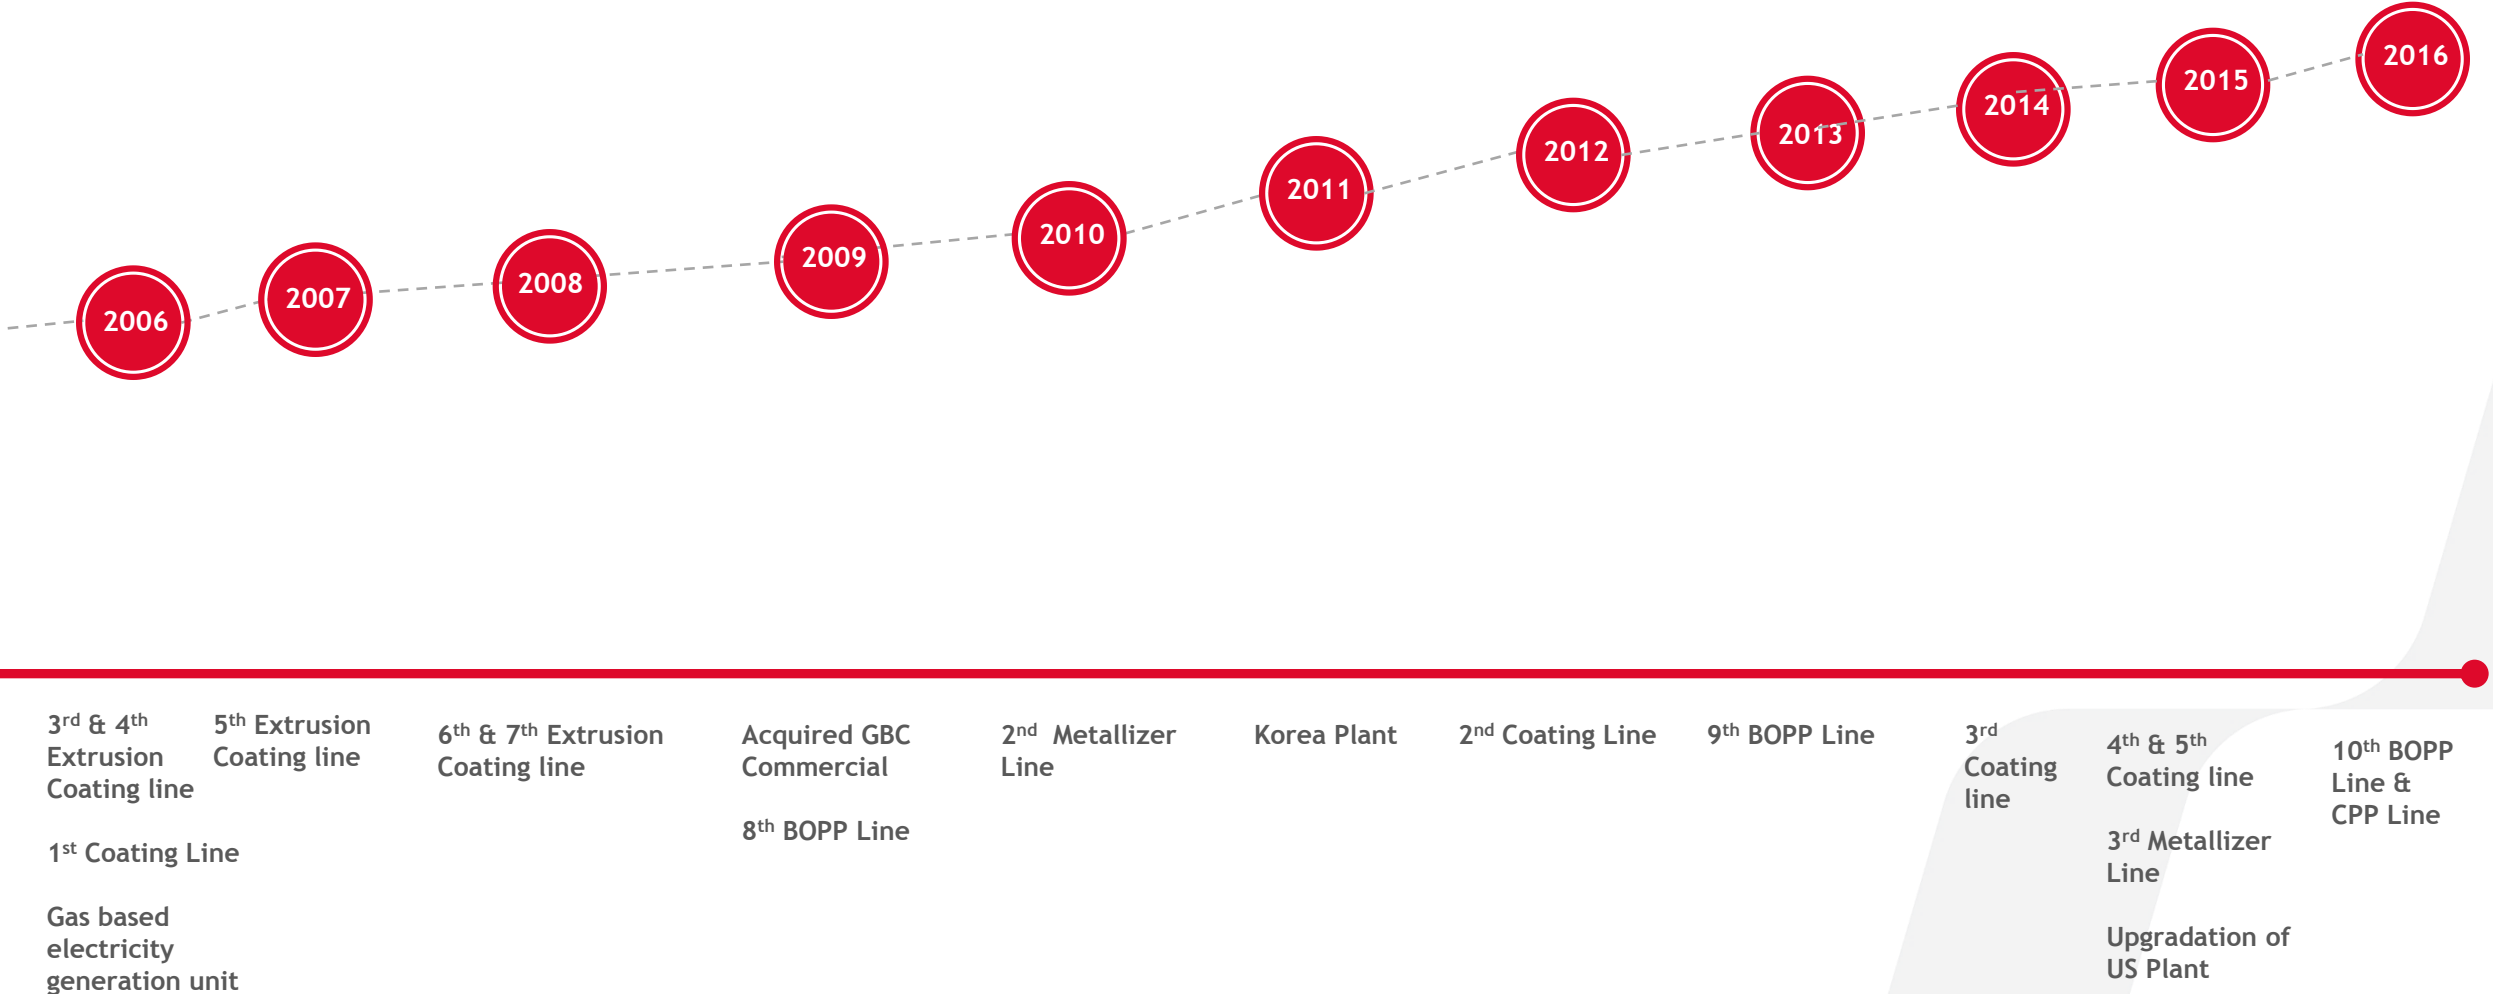 2006
2007
2008
2009
2010
2011
2012
2013
2014
2015
2016
3rd & 4th
Extrusion
Coating line
1st Coating Line
Gas based
electricity
generation unit
5th Extrusion
Coating line
6th & 7th Extrusion
Coating line
Acquired GBC
Commercial
8th BOPP Line
2nd Metallizer
Line
Korea Plant
2nd Coating Line
9th BOPP Line
3rd
Coating
line
4th & 5th
Coating line
3rd Metallizer
Line
Upgradation of
US Plant
10th BOPP
Line &
CPP Line